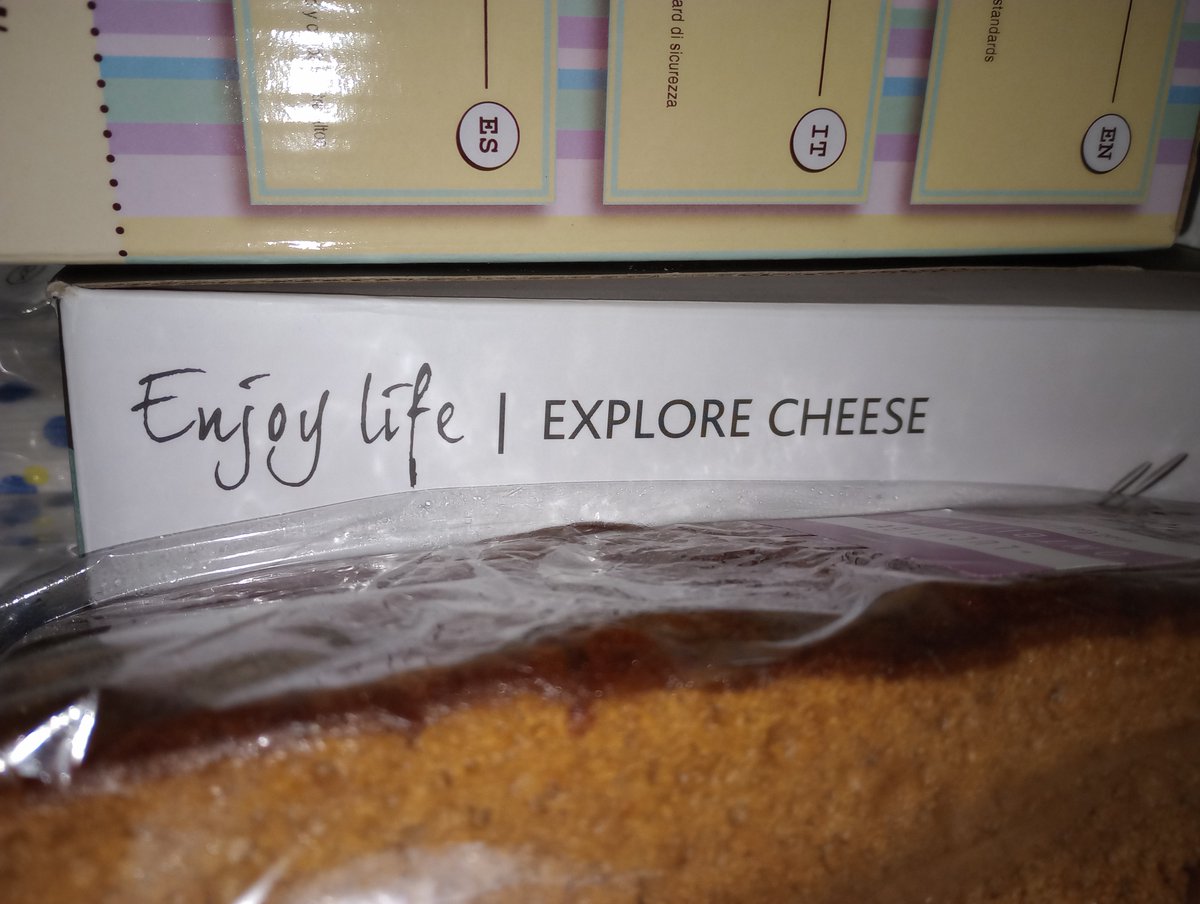 ES
ard di sicurezza
IT
standards
EN
Enjoy life | EXPLORE CHEESE